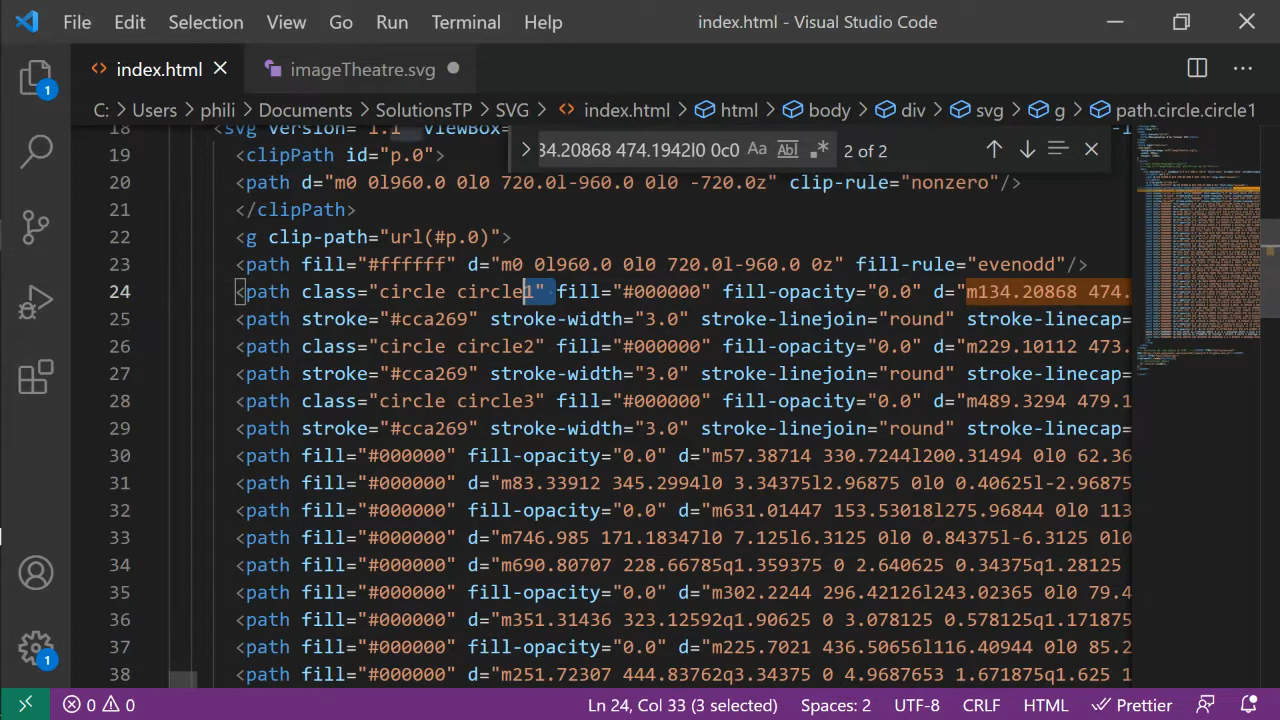 File Edit Selection View Go Run Terminal Help index.html - Visual Studio Code
index.html imageTheatre.svg
C: > Users > phili > Documents > SolutionsTP > SVG > index.html > html > body > div > svg > g > path.circle.circle1
34.20868 474.1942l0 0c0 Aa Abl .* 2 of 2
18 <svg version="1.1" viewBox=
19 <clipPath id="p.0">
20 <path d="m0 0l960.0 0l0 720.0l-960.0 0l0 -720.0z" clip-rule="nonzero"/>
21 </clipPath>
22 <g clip-path="url(#p.0)">
23 <path fill="#ffffff" d="m0 0l960.0 0l0 720.0l-960.0 0z" fill-rule="evenodd"/>
24 <path class="circle circle1" fill="#000000" fill-opacity="0.0" d="m134.20868 474.
25 <path stroke="#cca269" stroke-width="3.0" stroke-linejoin="round" stroke-linecap=
26 <path class="circle circle2" fill="#000000" fill-opacity="0.0" d="m229.10112 473.
27 <path stroke="#cca269" stroke-width="3.0" stroke-linejoin="round" stroke-linecap=
28 <path class="circle circle3" fill="#000000" fill-opacity="0.0" d="m489.3294 479.1
29 <path stroke="#cca269" stroke-width="3.0" stroke-linejoin="round" stroke-linecap=
30 <path fill="#000000" fill-opacity="0.0" d="m57.38714 330.7244l200.31494 0l0 62.36
31 <path fill="#000000" d="m83.33912 345.2994l0 3.34375l2.96875 0l0 0.40625l-2.96875
32 <path fill="#000000" fill-opacity="0.0" d="m631.01447 153.53018l275.96844 0l0 113
33 <path fill="#000000" d="m746.985 171.18347l0 7.125l6.3125 0l0 0.84375l-6.3125 0l0
34 <path fill="#000000" d="m690.80707 228.66785q1.359375 0 2.640625 0.34375q1.28125
35 <path fill="#000000" fill-opacity="0.0" d="m302.2244 296.42126l243.02365 0l0 79.4
36 <path fill="#000000" d="m351.31436 323.12592q1.90625 0 3.078125 0.578125q1.171875
37 <path fill="#000000" fill-opacity="0.0" d="m225.7021 436.50656l116.40944 0l0 85.2
38 <path fill="#000000" d="m251.72307 444.83762q3.34375 0 4.9687653 1.671875q1.625 1
1
1
0 0 Ln 24, Col 33 (3 selected) Spaces: 2 UTF-8 CRLF HTML Prettier